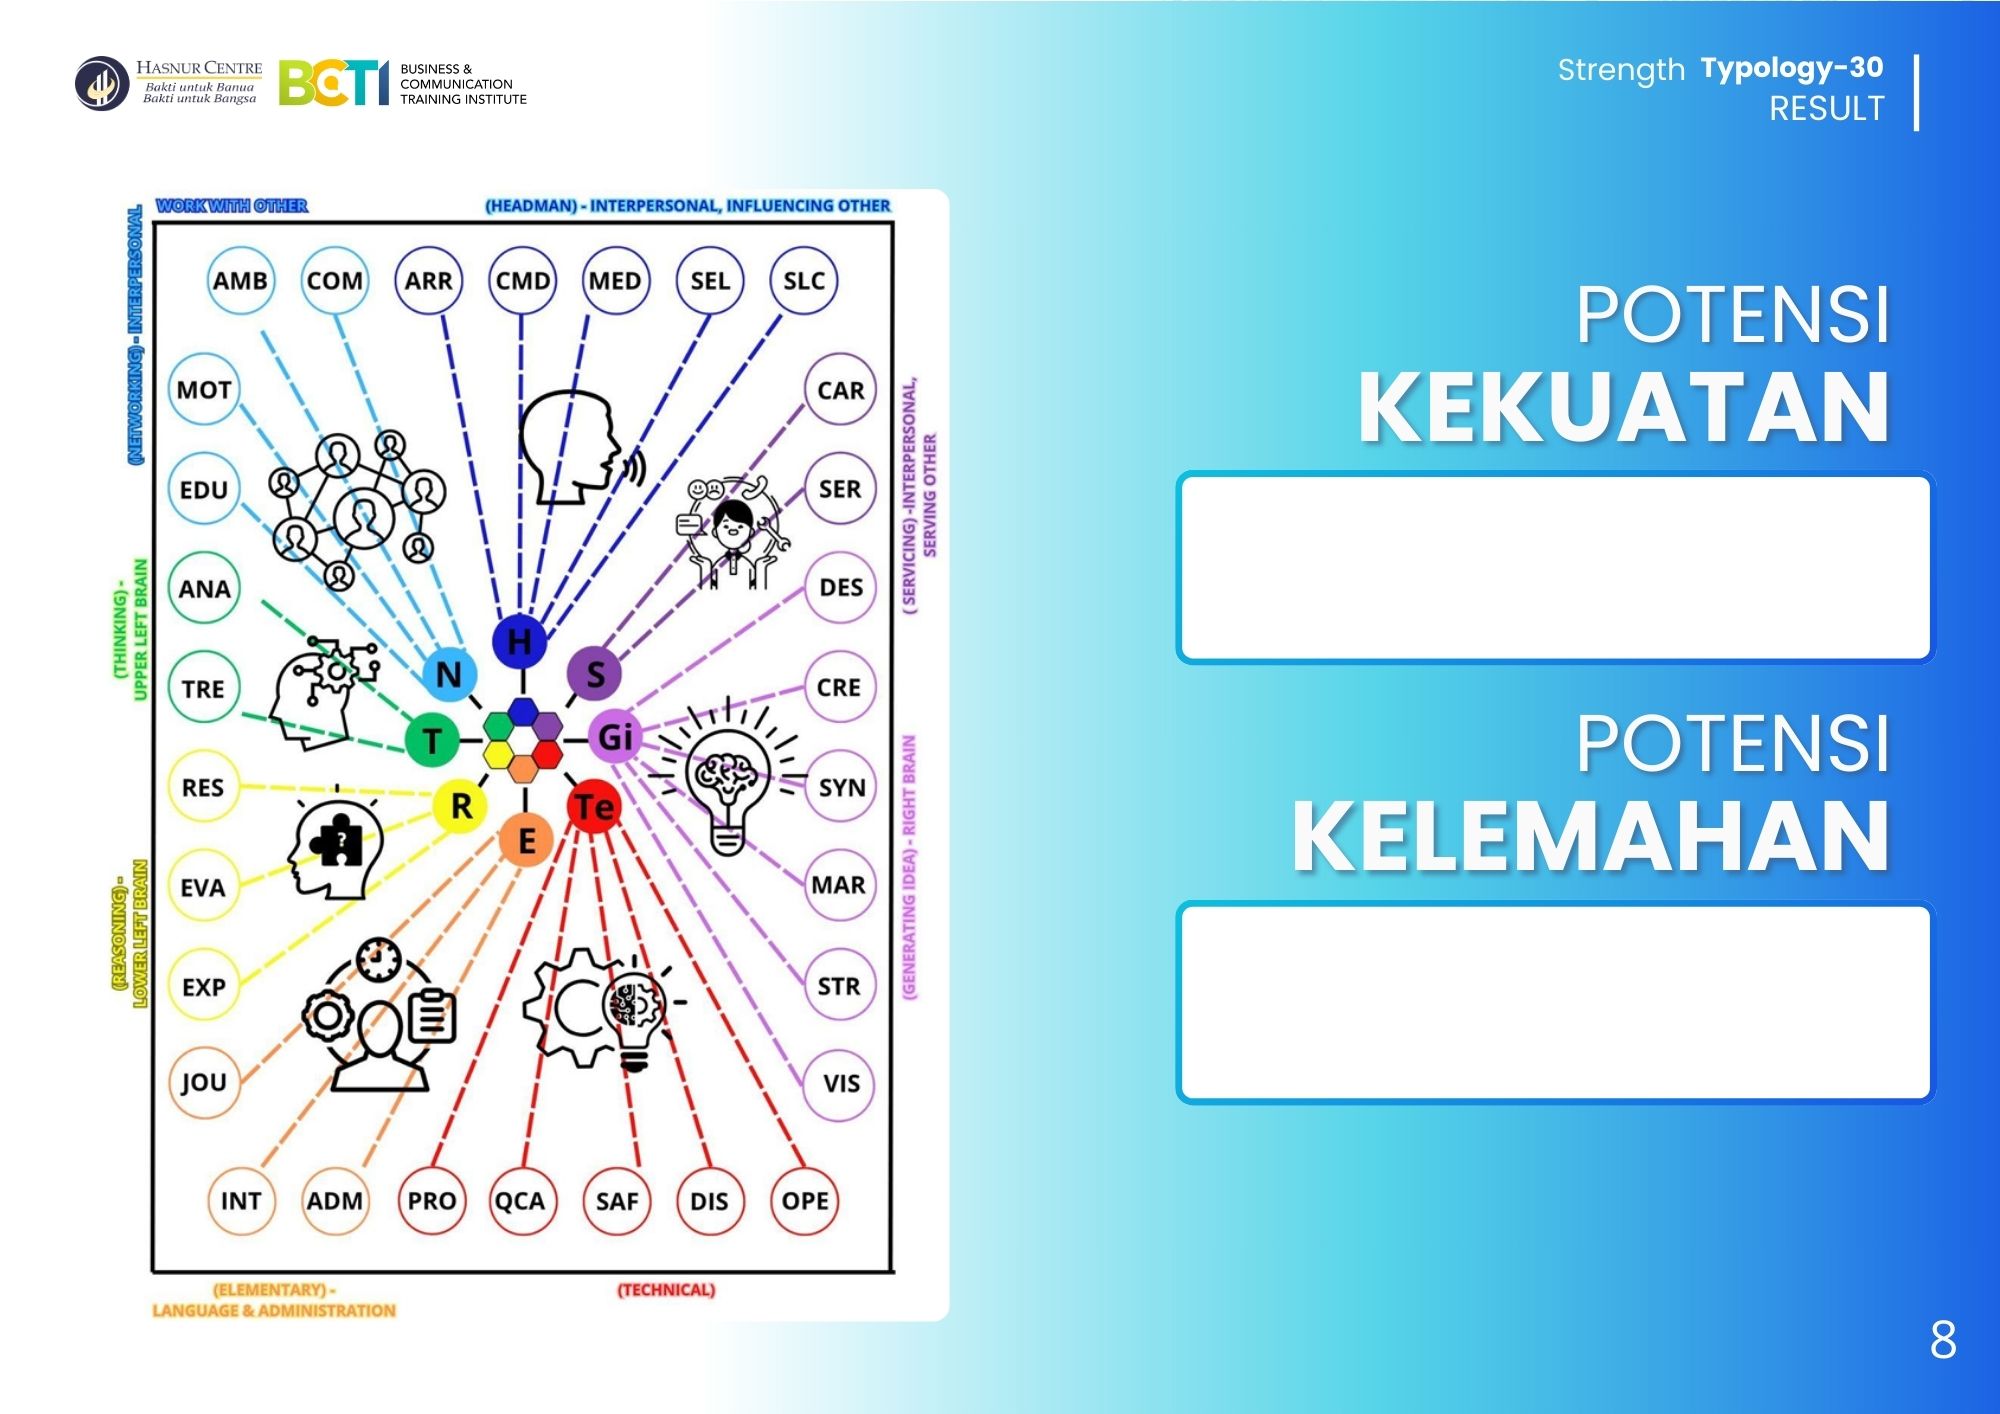 HASNUR CENTRE
Bakti untuk Banua
Bakti untuk Bangsa
BCTI
BUSINESS &
COMMUNICATION
TRAINING INSTITUTE
Strength Typology-30
RESULT
WORK WITH OTHER
(HEADMAN) - INTERPERSONAL, INFLUENCING OTHER
(NETWORKING) - INTERPERSONAL
(THINKING) -
UPPER LEFT BRAIN
(REASONING) -
LOWER LEFT BRAIN
AMB
COM
ARR
CMD
MED
SEL
SLC
MOT
EDU
ANA
TRE
RES
EVA
EXP
JOU
CAR
SER
DES
CRE
SYN
MAR
STR
VIS
H
N
S
T
Gi
R
Te
E
?
INT
ADM
PRO
QCA
SAF
DIS
OPE
( SERVICING) -INTERPERSONAL,
SERVING OTHER
(GENERATING IDEA) - RIGHT BRAIN
(ELEMENTARY) -
LANGUAGE & ADMINISTRATION
(TECHNICAL)
POTENSI
KEKUATAN
POTENSI
KELEMAHAN
8